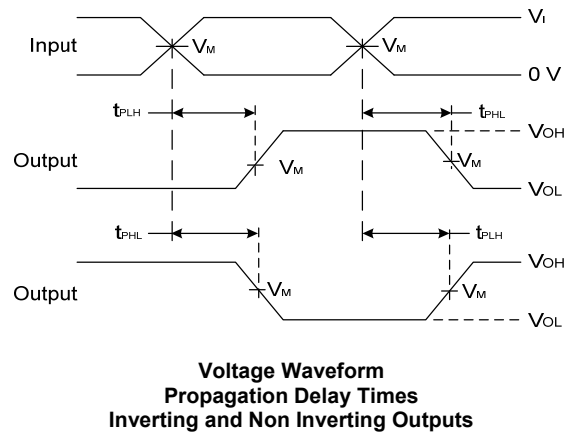 VI
Input
VM
VM
0 V
tPLH
tPHL
VOH
Output
VM
VM
VOL
tPHL
tPLH
VOH
Output
VM
VM
VOL
Voltage Waveform
Propagation Delay Times
Inverting and Non Inverting Outputs